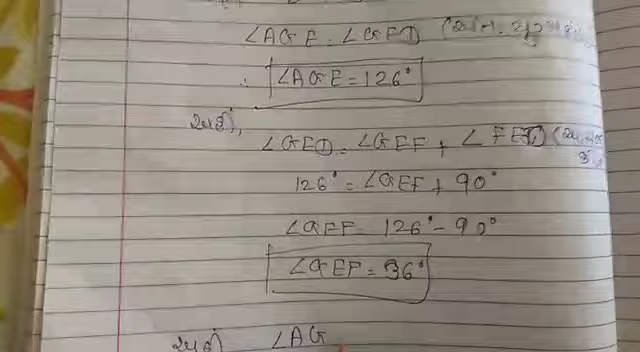 ∠AGE = ∠GED
∴ ∠AGE = 126°
∠GED = ∠GEF + ∠FED
126° = ∠GEF + 90°
∠GEF = 126° - 90°
∠GEF = 36°
∠AG